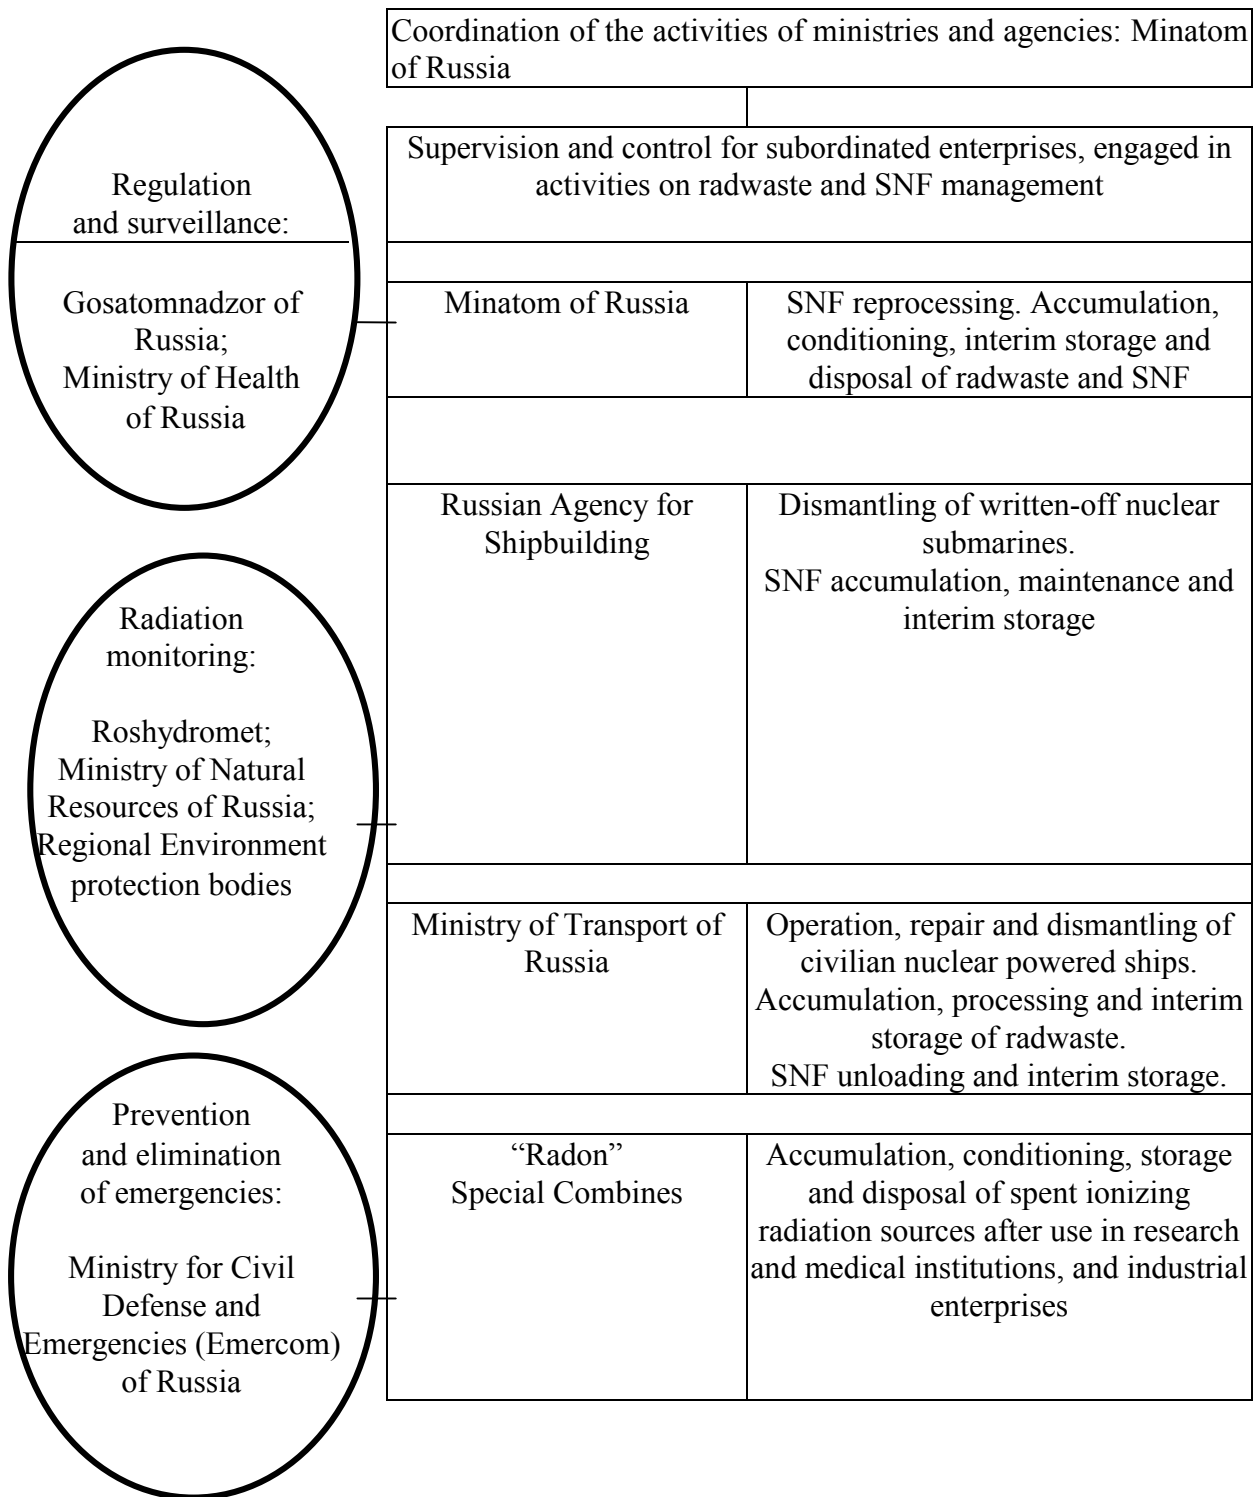 Coordination of the activities of ministries and agencies: Minatom
of Russia
Supervision and control for subordinated enterprises, engaged in
activities on radwaste and SNF management
Regulation
and surveillance:
Gosatomnadzor of
Russia;
Ministry of Health
of Russia
Minatom of Russia
SNF reprocessing. Accumulation,
conditioning, interim storage and
disposal of radwaste and SNF
Russian Agency for
Shipbuilding
Dismantling of written-off nuclear
submarines.
SNF accumulation, maintenance and
interim storage
Radiation
monitoring:
Roshydromet;
Ministry of Natural
Resources of Russia;
Regional Environment
protection bodies
Ministry of Transport of
Russia
Operation, repair and dismantling of
civilian nuclear powered ships.
Accumulation, processing and interim
storage of radwaste.
SNF unloading and interim storage.
Prevention
and elimination
of emergencies:
Ministry for Civil
Defense and
Emergencies (Emercom)
of Russia
“Radon”
Special Combines
Accumulation, conditioning, storage
and disposal of spent ionizing
radiation sources after use in research
and medical institutions, and industrial
enterprises